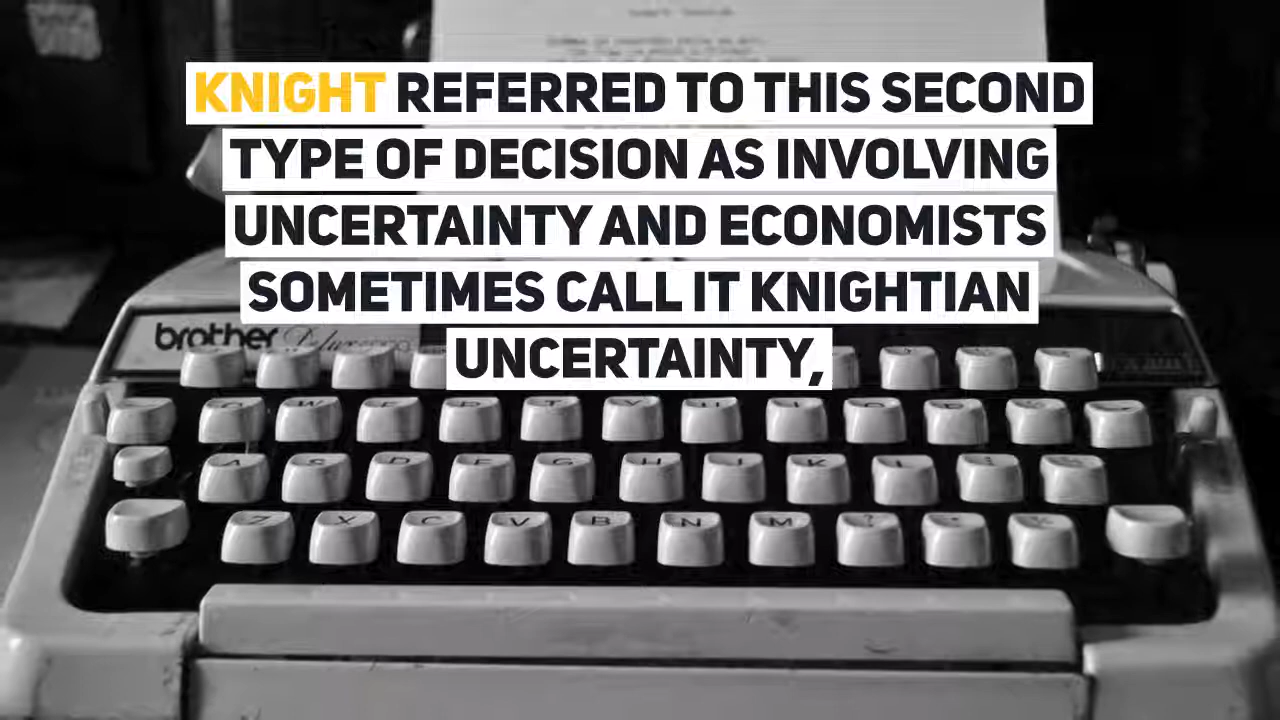 KNIGHT REFERRED TO THIS SECOND
TYPE OF DECISION AS INVOLVING
UNCERTAINTY AND ECONOMISTS
SOMETIMES CALL IT KNIGHTIAN
UNCERTAINTY,
brother
Q W E R T Y U I O P
A S D F G H J K L
Z X C V B N M